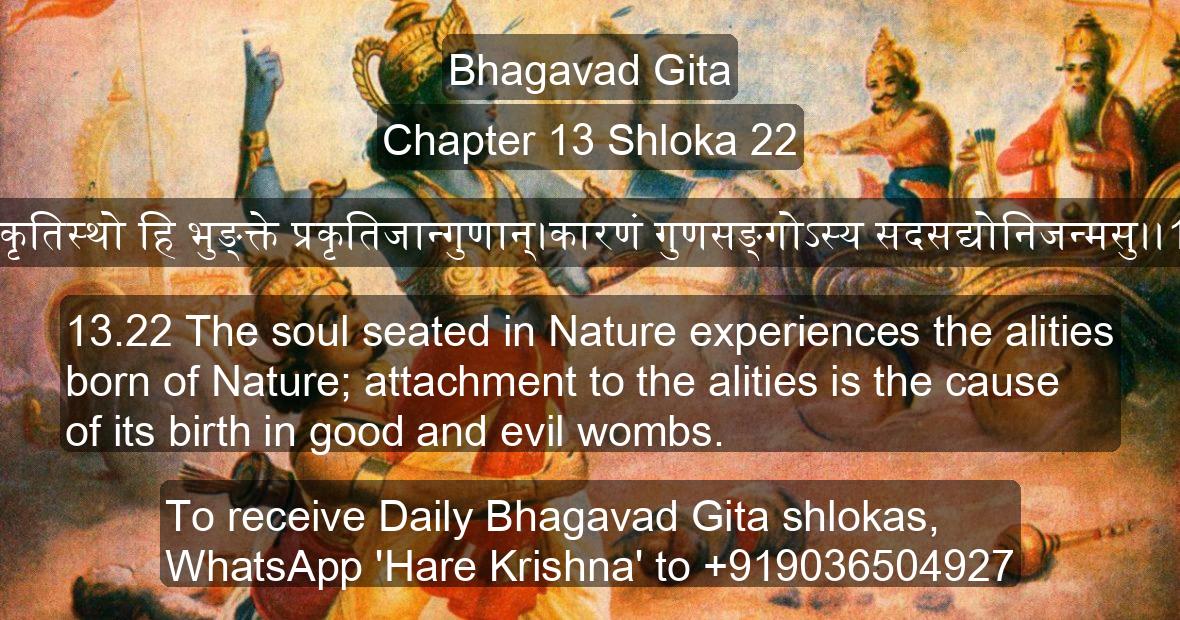 Bhagavad Gita
Chapter 13 Shloka 22
कृतिस्थो हि भुङ्क्ते प्रकृतिजान्गुणान्।कारणं गुणसङ्गोऽस्य सदसद्योनिजन्मसु।।1
13.22 The soul seated in Nature experiences the alities
born of Nature; attachment to the alities is the cause
of its birth in good and evil wombs.
To receive Daily Bhagavad Gita shlokas,
WhatsApp 'Hare Krishna' to +919036504927